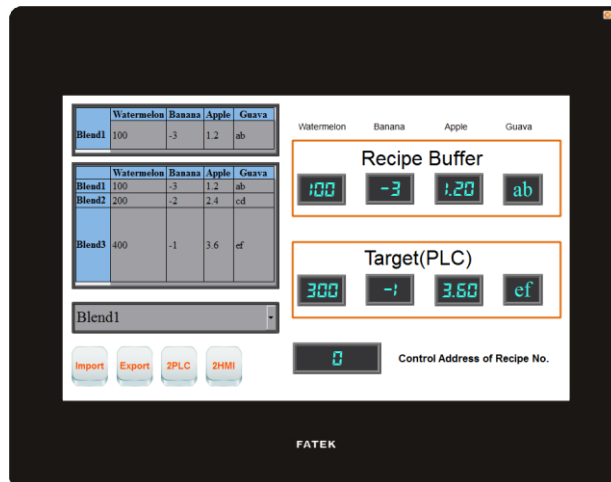 Watermelon Banana Apple Guava
Blend1 100 -3 1.2 ab
Watermelon Banana Apple Guava
Blend1 100 -3 1.2 ab
Blend2 200 -2 2.4 cd
Blend3 400 -1 3.6 ef
Blend1
Import Export 2PLC 2HMI
Watermelon Banana Apple Guava
Recipe Buffer
100 -3 1.20 ab
Target(PLC)
300 -1 3.60 ef
0 Control Address of Recipe No.
FATEK